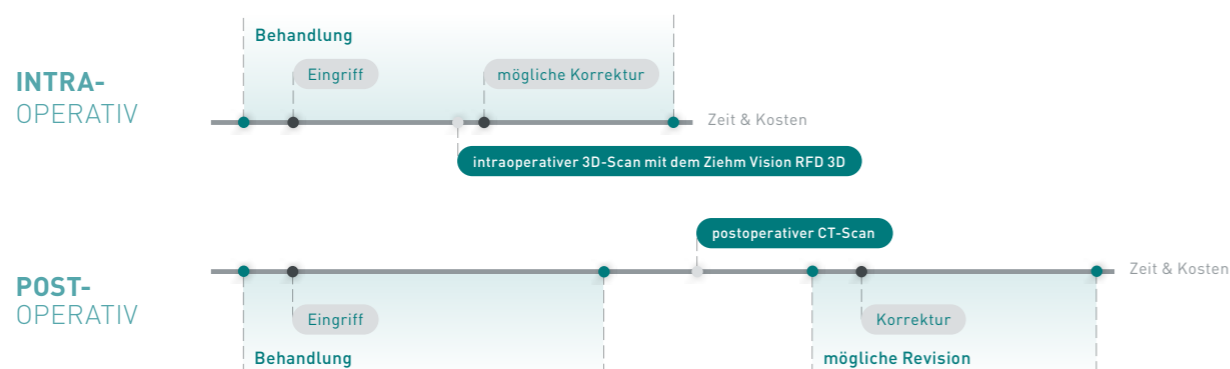 Behandlung
Eingriff
mögliche Korrektur
INTRA-
OPERATIV
Zeit & Kosten
intraoperativer 3D-Scan mit dem Ziehm Vision RFD 3D
postoperativer CT-Scan
Zeit & Kosten
POST-
OPERATIV
Eingriff
Korrektur
Behandlung
mögliche Revision